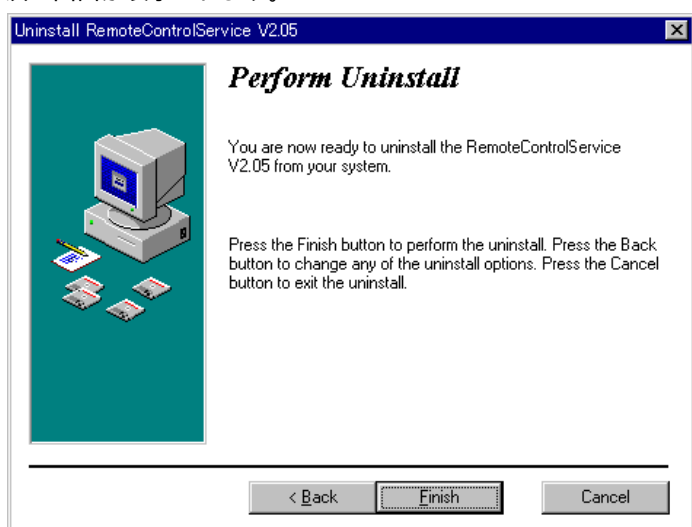 Uninstall RemoteControlService V2.05
Perform Uninstall
You are now ready to uninstall the RemoteControlService
V2.05 from your system.
Press the Finish button to perform the uninstall. Press the Back
button to change any of the uninstall options. Press the Cancel
button to exit the uninstall.
< Back
Finish
Cancel